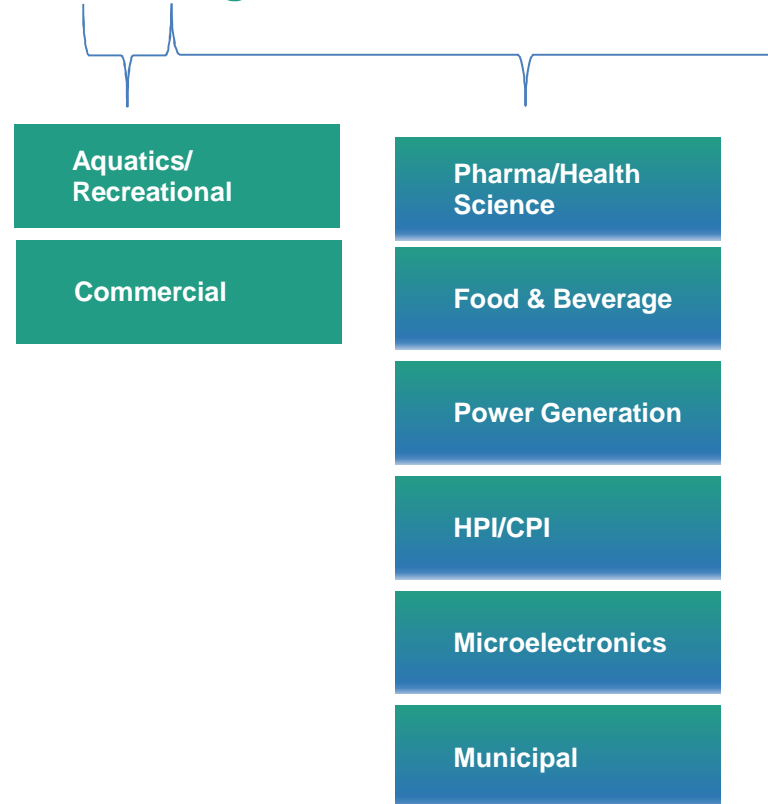 Aquatics/
Recreational
Commercial
Pharma/Health
Science
Food & Beverage
Power Generation
HPI/CPI
Microelectronics
Municipal